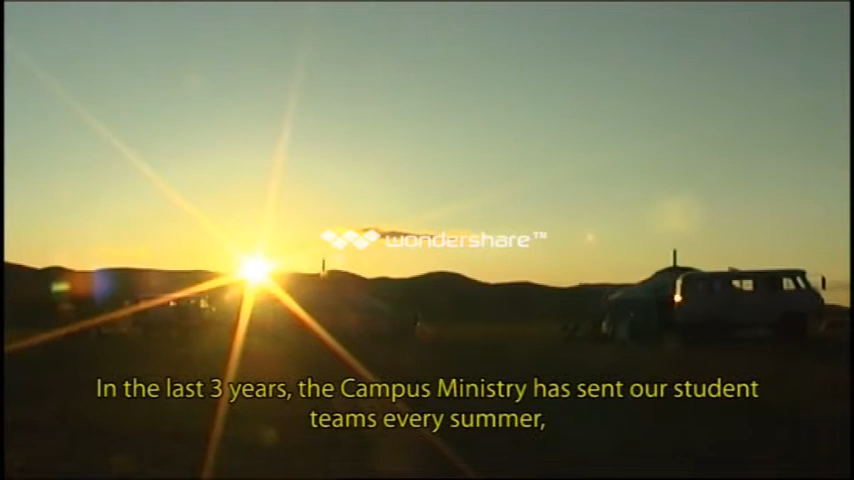 wondershare™
In the last 3 years, the Campus Ministry has sent our student
teams every summer,